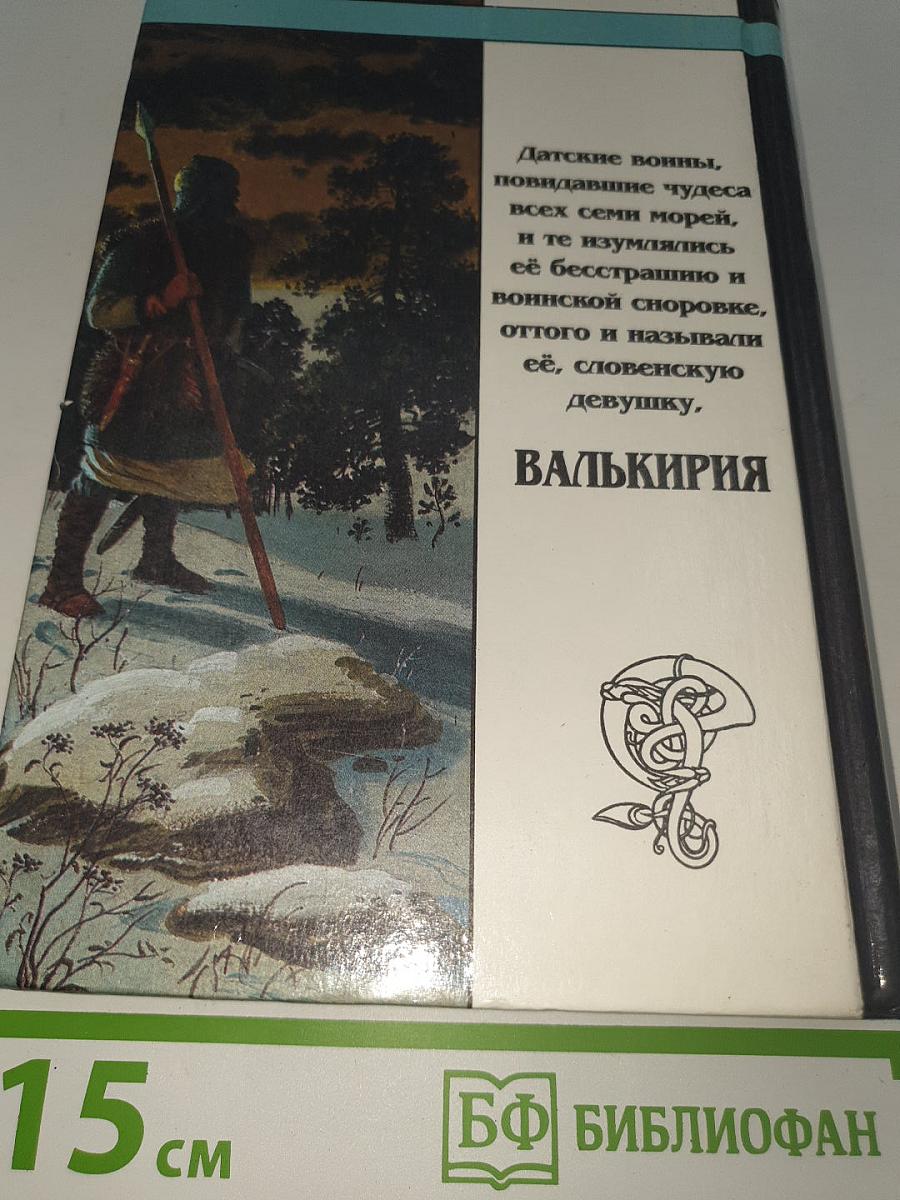 Датские воины,
повидавшие чудеса
всех семи морей,
и те изумлялись
её бесстрашию и
воинской сноровке,
оттого и называли
её, словенскую
девушку,
ВАЛЬКИРИЯ
15 см
БФ БИБЛИОФАН